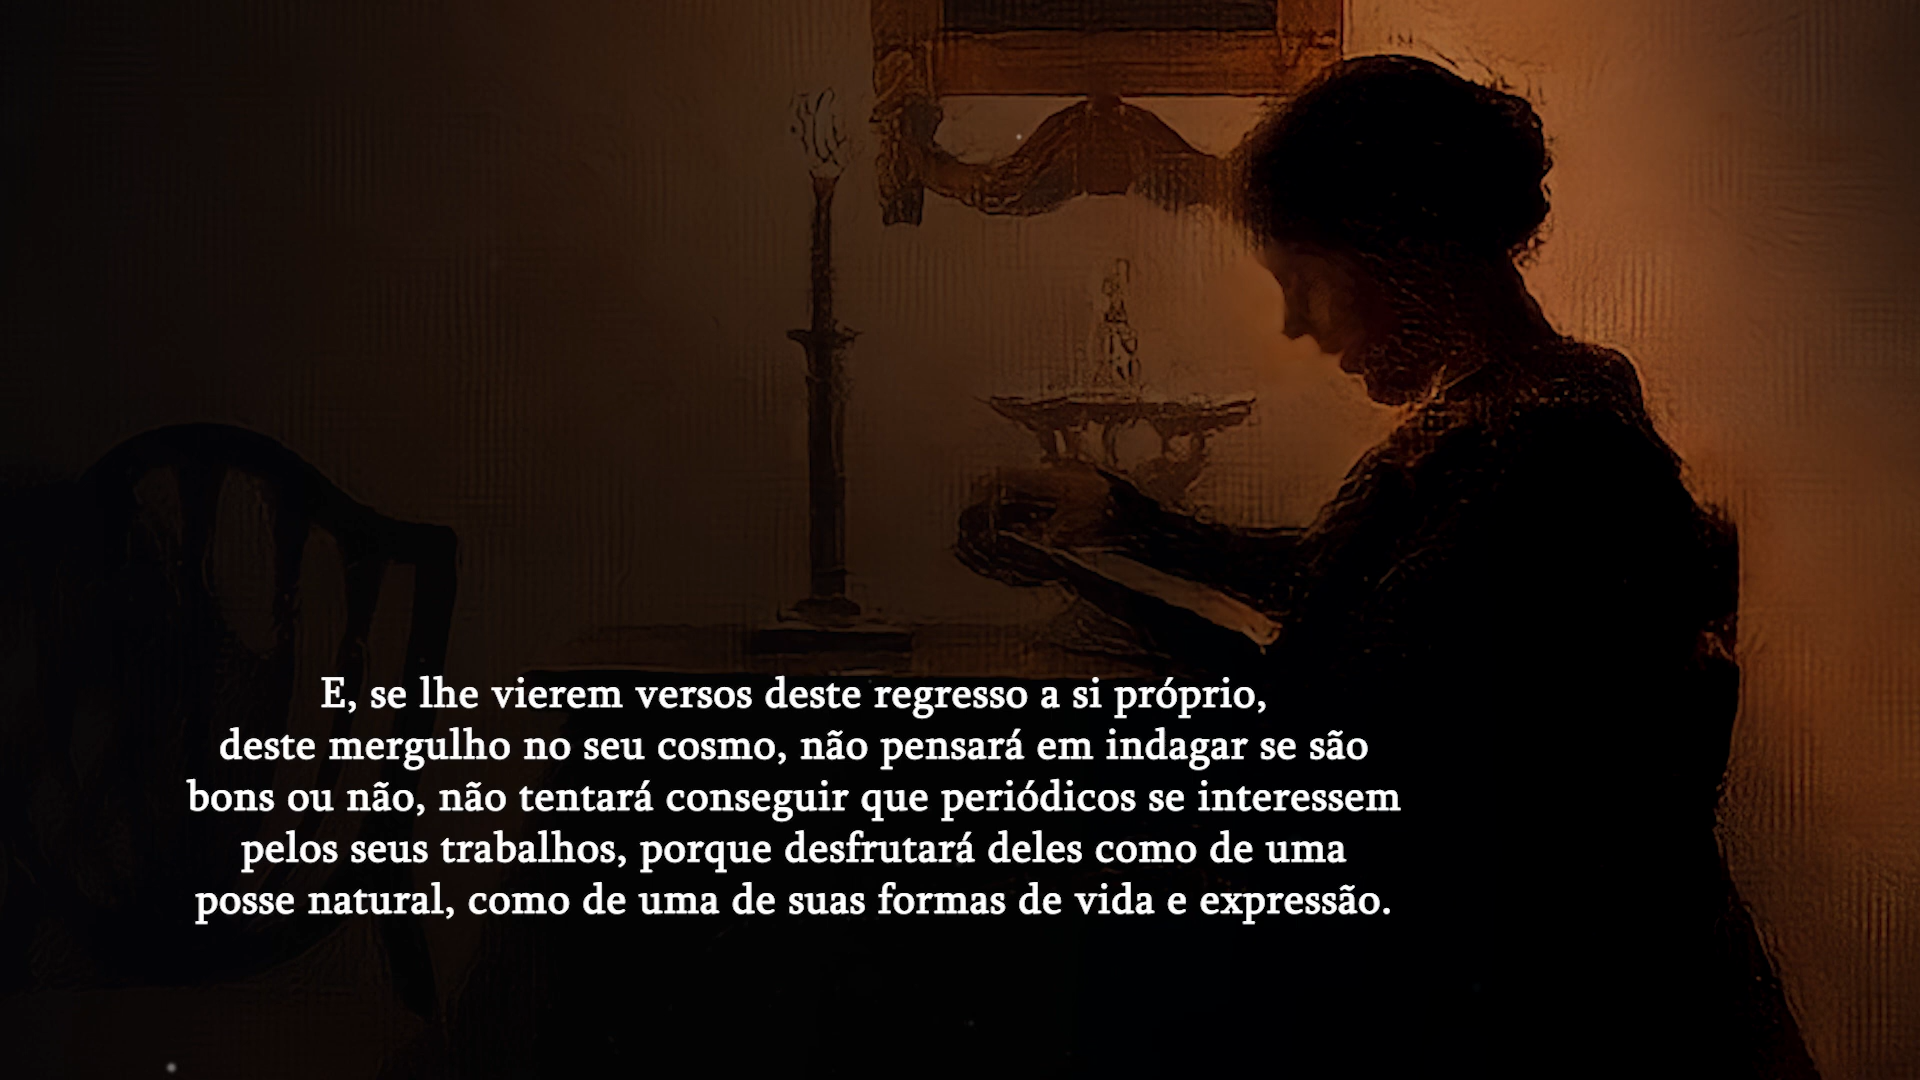 E, se lhe vierem versos deste regresso a si próprio,
deste mergulho no seu cosmo, não pensará em indagar se são
bons ou não, não tentará conseguir que periódicos se interessem
pelos seus trabalhos, porque desfrutará deles como de uma
posse natural, como de uma de suas formas de vida e expressão.